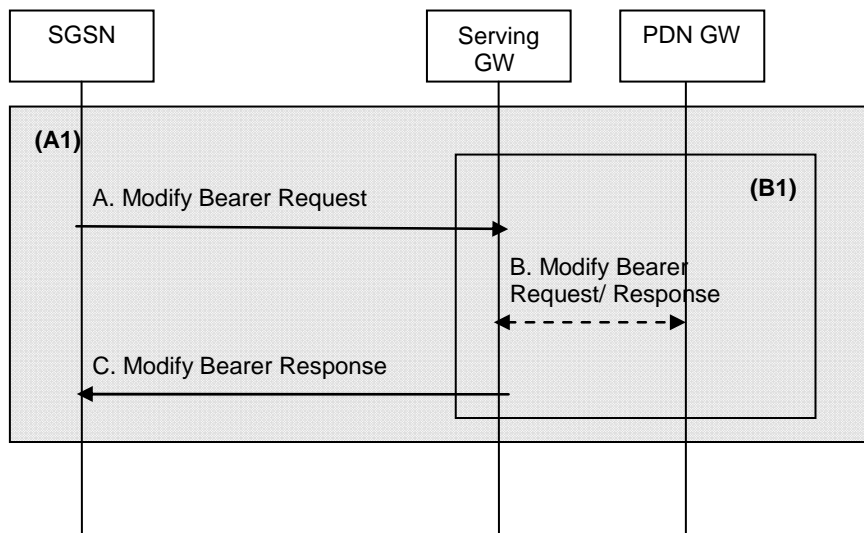 SGSN
Serving
GW
PDN GW
(A1)
(B1)
A. Modify Bearer Request
B. Modify Bearer
Request/ Response
C. Modify Bearer Response